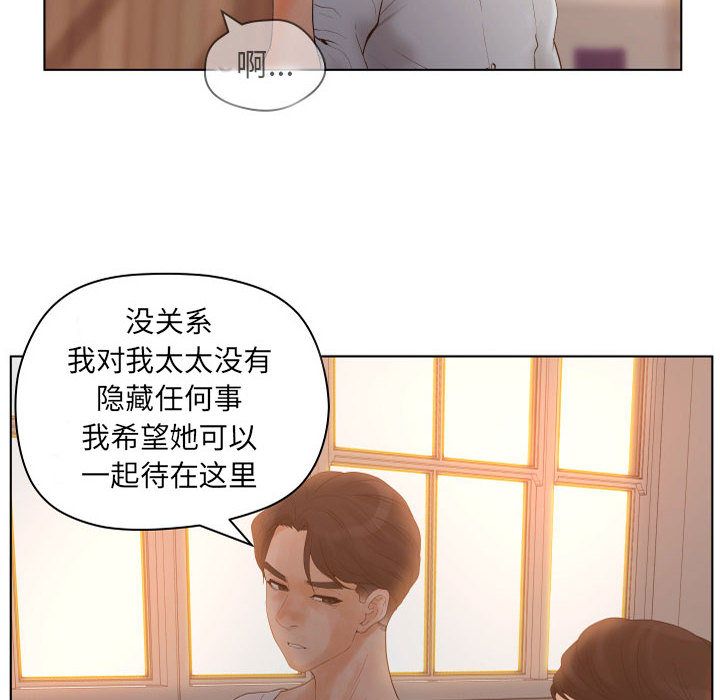 啊...
没关系
我对我太太没有
隐藏任何事
我希望她可以
一起待在这里